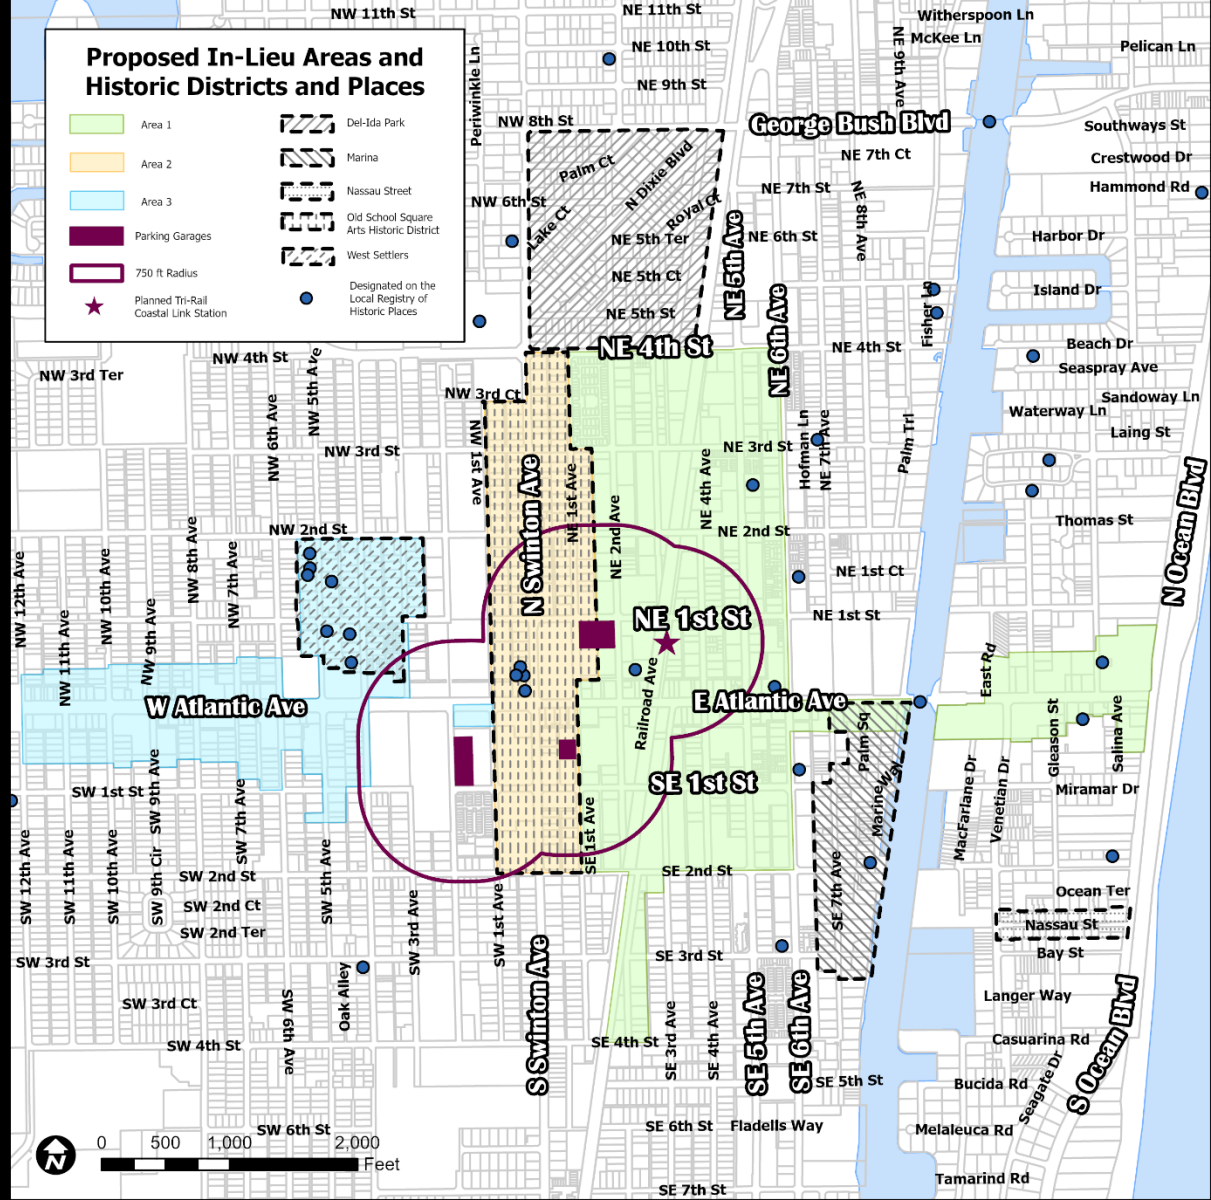 Proposed In-Lieu Areas and
Historic Districts and Places
Area 1
Area 2
Area 3
Parking Garages
750 ft Radius
Planned Tri-Rail
Coastal Link Station
Del-Ida Park
Marina
Nassau Street
Old School Square
Arts Historic District
West Settlers
Designated on the
Local Registry of
Historic Places
NW 11th St
NE 11th St
Witherspoon Ln
McKee Ln
NE 10th St
Pelican Ln
Periwinkle Ln
NE 9th St
NE 9th Ave
NW 8th St
George Bush Blvd
Southways St
NE 7th Ct
Crestwood Dr
Palm Ct
N Dixie Blvd
NE 7th St
Hammond Rd
NW 6th St
Lake Ct
Royal Ct
NE 8th Ave
NE 5th Ter
NE 5th Ave
NE 6th St
Harbor Dr
NE 5th Ct
Island Dr
NE 5th St
NE 6th Ave
Fisher Ln
NW 4th St
NE 4th St
NE 4th St
Beach Dr
Seaspray Ave
NW 3rd Ter
NW 5th Ave
NW 3rd Ct
Sandoway Ln
Waterway Ln
NW 6th Ave
NW 1st Ave
NW 3rd St
NE 3rd St
Hofman Ln
NE 7th Ave
Palm Trl
Laing St
N Swinton Ave
NE 1st Ave
NE 2nd Ave
NE 4th Ave
N Ocean Blvd
NW 2nd St
NE 2nd St
Thomas St
NW 12th Ave
NW 11th Ave
NW 10th Ave
NW 9th Ave
NW 8th Ave
NW 7th Ave
NE 1st Ct
NE 1st St
NE 1st St
East Rd
W Atlantic Ave
Railroad Ave
E Atlantic Ave
Palm Sq
Gleason St
Salina Ave
SE 1st St
Marine Way
MacFarlane Dr
Venetian Dr
Miramar Dr
SW 1st St
SW 12th Ave
SW 11th Ave
SW 10th Ave
SW 9th Ave
SW 9th Cir
SW 7th Ave
SW 5th Ave
SE 1st Ave
SW 2nd St
SE 2nd St
SE 7th Ave
Ocean Ter
SW 2nd Ct
SW 2nd Ter
SW 3rd Ave
SW 1st Ave
Nassau St
SW 3rd St
SE 3rd St
Bay St
S Swinton Ave
SW 3rd Ct
SW 6th Ave
Oak Alley
SE 3rd Ave
SE 4th Ave
SE 5th Ave
SE 6th Ave
Langer Way
S Ocean Blvd
SW 4th St
SE 4th St
Casuarina Rd
SE 5th St
Bucida Rd
Seagate Dr
SW 6th St
SE 6th St
Fladells Way
Melaleuca Rd
Tamarind Rd
SE 7th St
N
0 500 1,000 2,000
Feet